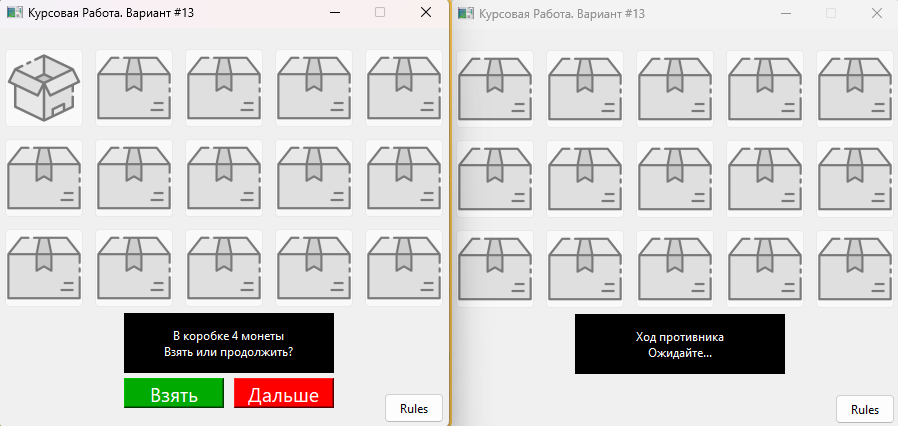 Курсовая Работа. Вариант #13
В коробке 4 монеты
Взять или продолжить?
Взять
Дальше
Rules
Курсовая Работа. Вариант #13
Ход противника
Ожидайте...
Rules